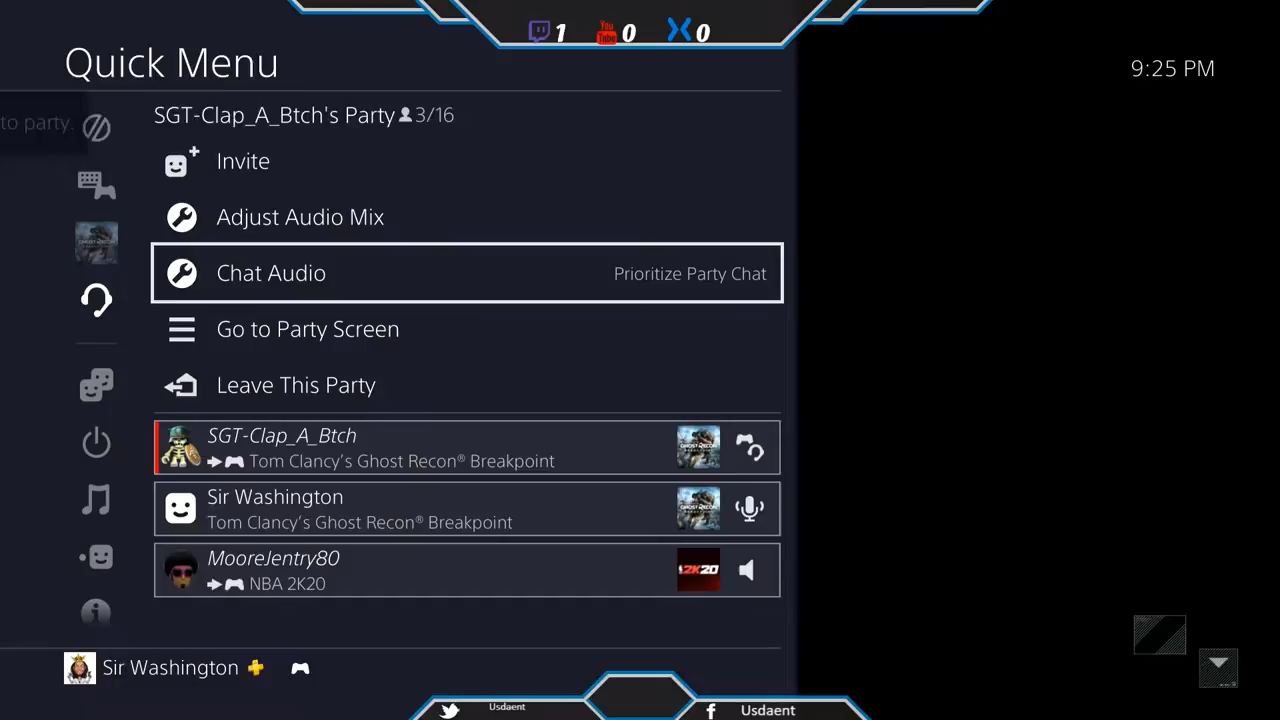 1 You Tube 0 0
Quick Menu
9:25 PM
to party.
SGT-Clap_A_Btch's Party 3/16
Invite
Adjust Audio Mix
Chat Audio Prioritize Party Chat
Go to Party Screen
Leave This Party
SGT-Clap_A_Btch
Tom Clancy's Ghost Recon® Breakpoint
Sir Washington
Tom Clancy's Ghost Recon® Breakpoint
MooreJentry80
NBA 2K20
2K20
Sir Washington
Usdaent
Usdaent